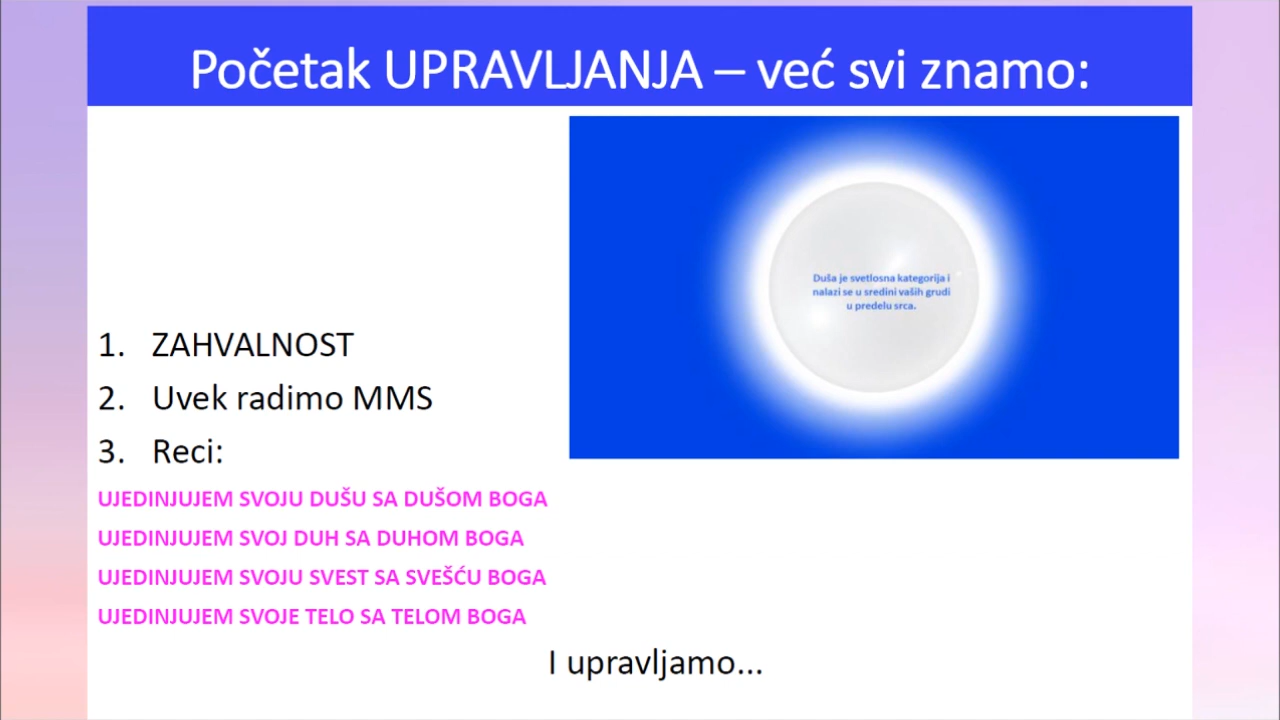 Početak UPRAVLJANJA – već svi znamo:
Duša je svetlosna kategorija i
nalazi se u sredini vaših grudi
u predelu srca.
1. ZAHVALNOST
2. Uvek radimo MMS
3. Reci:
UJEDINJUJEM SVOJU DUŠU SA DUŠOM BOGA
UJEDINJUJEM SVOJ DUH SA DUHOM BOGA
UJEDINJUJEM SVOJU SVEST SA SVEŠĆU BOGA
UJEDINJUJEM SVOJE TELO SA TELOM BOGA
I upravljamo...